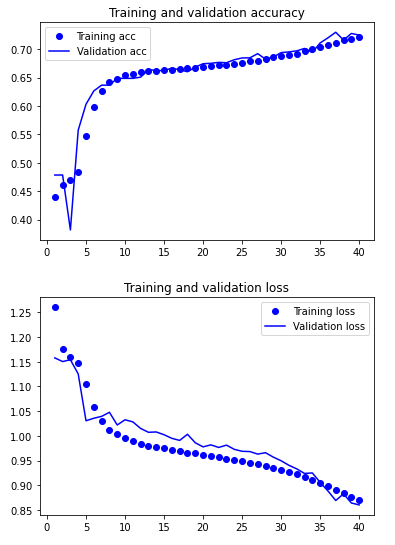 Training and validation accuracy
Training acc
Validation acc
0.70
0.65
0.60
0.55
0.50
0.45
0.40
0 5 10 15 20 25 30 35 40
Training and validation loss
Training loss
Validation loss
1.25
1.20
1.15
1.10
1.05
1.00
0.95
0.90
0.85
0 5 10 15 20 25 30 35 40